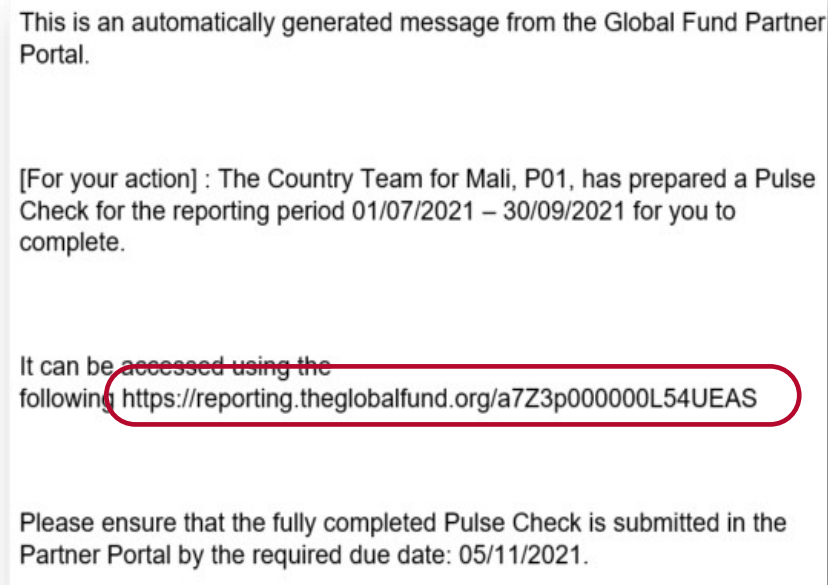 This is an automatically generated message from the Global Fund Partner
Portal.
[For your action] : The Country Team for Mali, P01, has prepared a Pulse
Check for the reporting period 01/07/2021 – 30/09/2021 for you to
complete.
It can be accessed using the
following https://reporting.theglobalfund.org/a7Z3p000000L54UEAS
Please ensure that the fully completed Pulse Check is submitted in the
Partner Portal by the required due date: 05/11/2021.